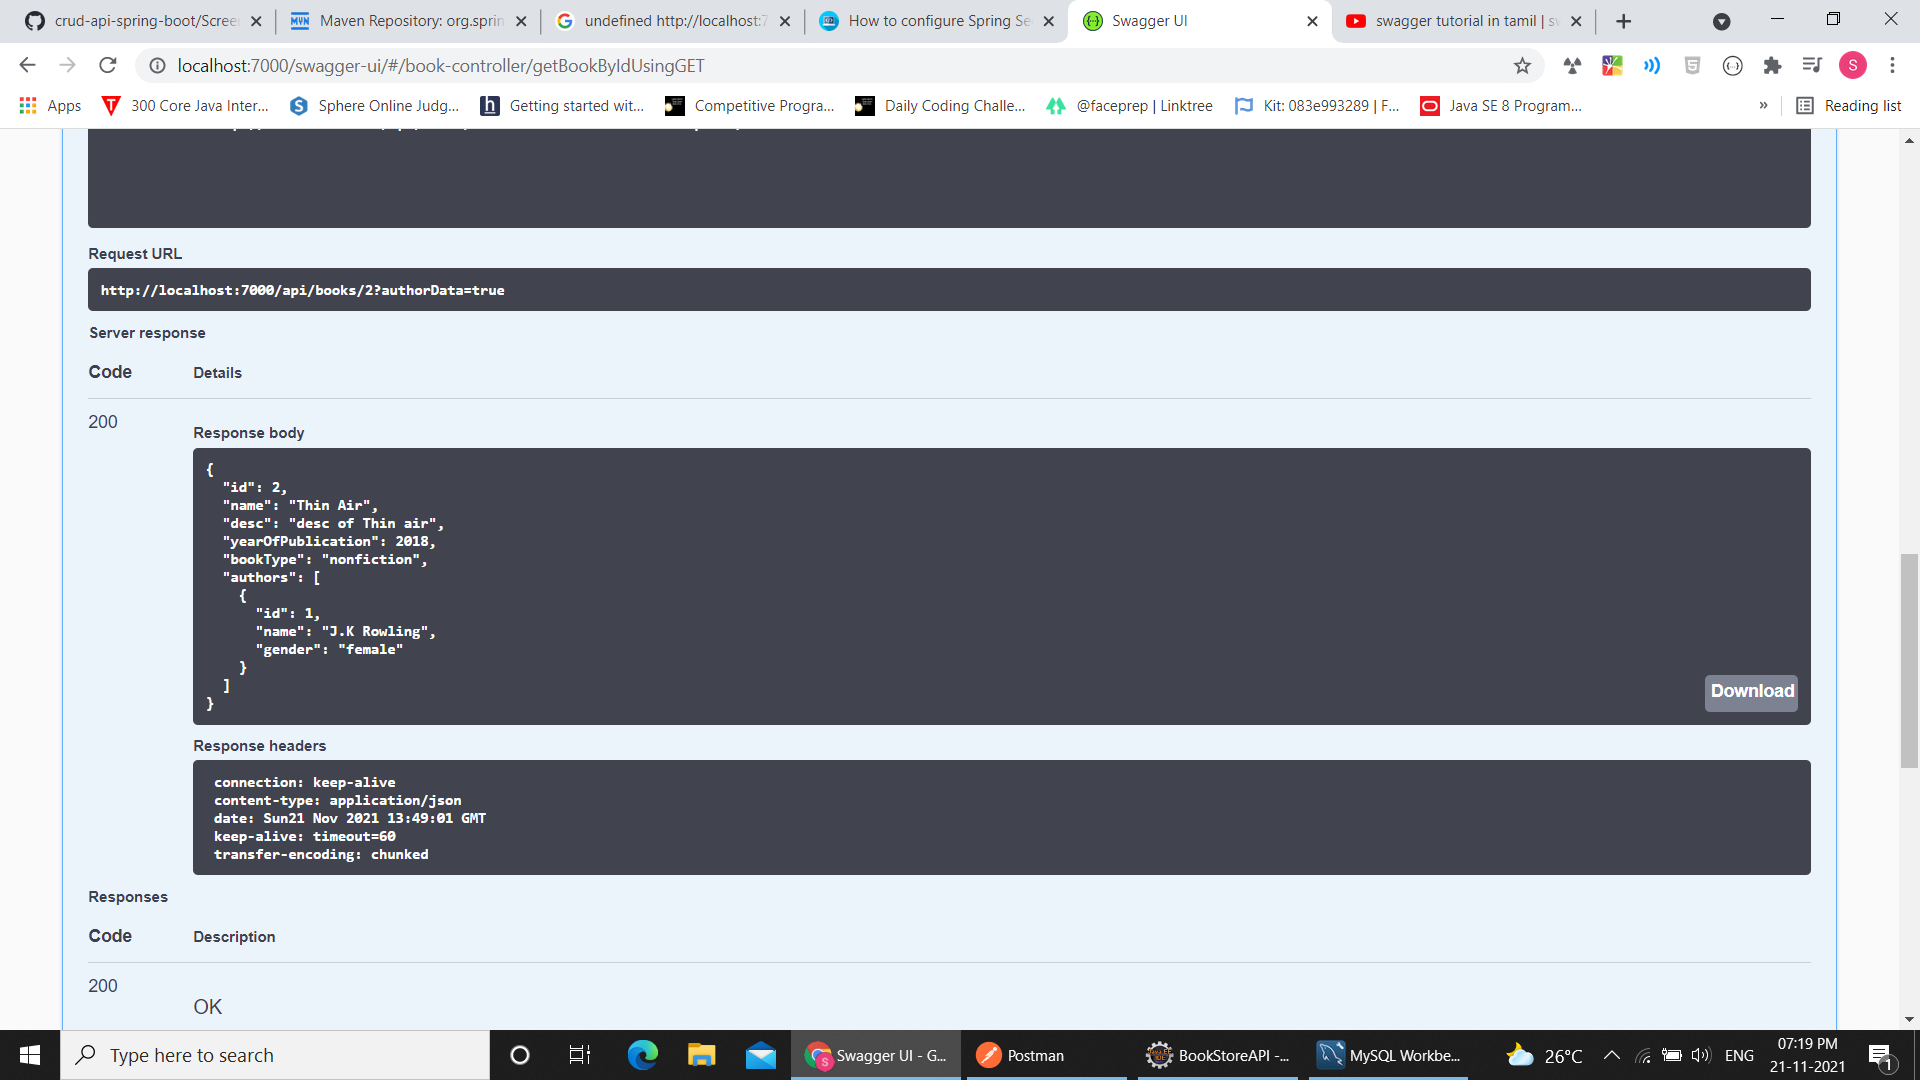 crud-api-spring-boot/Scree
Maven Repository: org.sprin
undefined http://localhost:7
How to configure Spring Se
Swagger UI
swagger tutorial in tamil | sw
localhost:7000/swagger-ui/#/book-controller/getBookByIdUsingGET
S
Apps
300 Core Java Inter...
Sphere Online Judg...
Getting started wit...
Competitive Progra...
Daily Coding Challe...
@faceprep | Linktree
Kit: 083e993289 | F...
Java SE 8 Program...
»
Reading list
Request URL
http://localhost:7000/api/books/2?authorData=true
Server response
Code Details
200
Response body
{
"id": 2,
"name": "Thin Air",
"desc": "desc of Thin air",
"yearOfPublication": 2018,
"bookType": "nonfiction",
"authors": [
{
"id": 1,
"name": "J.K Rowling",
"gender": "female"
}
]
}
Download
Response headers
connection: keep-alive
content-type: application/json
date: Sun21 Nov 2021 13:49:01 GMT
keep-alive: timeout=60
transfer-encoding: chunked
Responses
Code Description
200
OK
Type here to search
Swagger UI - G...
Postman
BookStoreAPI -...
MySQL Workbe...
26°C
ENG
07:19 PM
21-11-2021
1